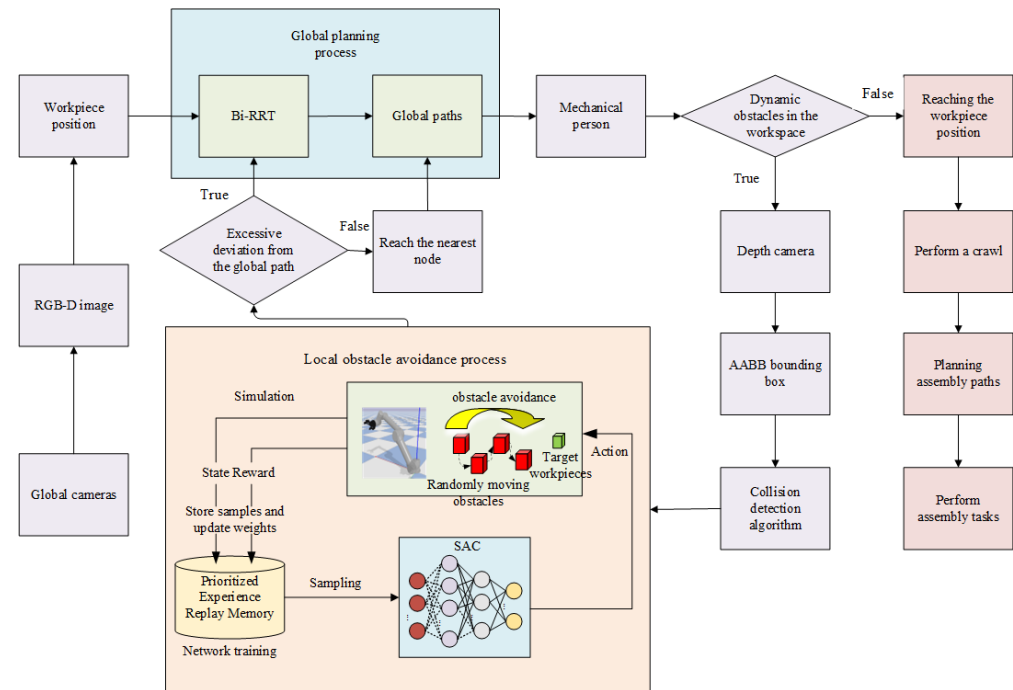 Global planning
process
Workpiece
position
Bi-RRT
Global paths
Mechanical
person
Dynamic
obstacles in the
workspace
False
Reaching the
workpiece
position
True
True
False
Excessive
deviation from
the global path
Reach the nearest
node
Depth camera
Perform a crawl
RGB-D image
Local obstacle avoidance process
AABB bounding
box
Planning
assembly paths
Simulation
obstacle avoidance
Action
Target
workpieces
Randomly moving
obstacles
State Reward
Global cameras
Store samples and
update weights
Collision
detection
algorithm
Perform
assembly tasks
SAC
Prioritized
Experience
Replay Memory
Sampling
Network training